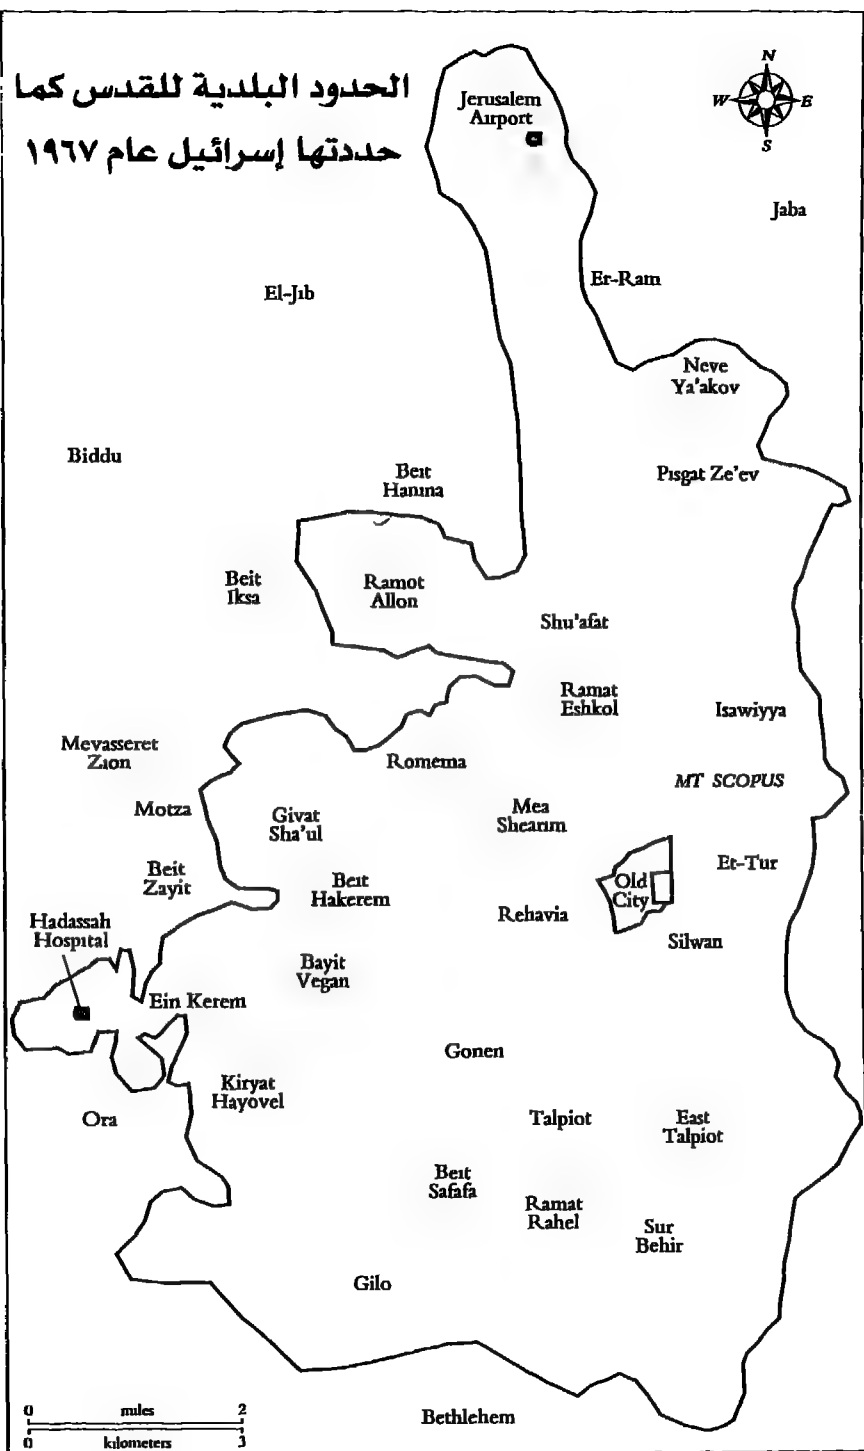 الحدود البلدية للقدس كما
حددتها إسرائيل عام ١٩٦٧
Jerusalem
Airport
N
W
E
S
Jaba
El-Jib
Er-Ram
Neve
Ya'akov
Biddu
Beit
Hanina
Pisgat Ze'ev
Beit
Iksa
Ramot
Allon
Shu'afat
Ramat
Eshkol
Isawiyya
Mevasseret
Zion
Romema
MT SCOPUS
Motza
Givat
Sha'ul
Mea
Shearim
Beit
Zayit
Beit
Hakerem
Old
City
Et-Tur
Rehavia
Hadassah
Hospital
Silwan
Bayit
Vegan
Ein Kerem
Gonen
Kiryat
Hayovel
Ora
Talpiot
East
Talpiot
Beit
Safafa
Ramat
Rahel
Sur
Behir
Gilo
0 miles 2
0 kilometers 3
Bethlehem